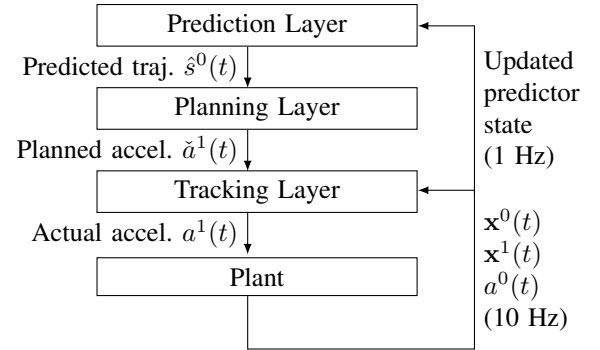 Prediction Layer
Predicted traj. ŝ⁰(t)
Planning Layer
Planned accel. ǎ¹(t)
Tracking Layer
Actual accel. a¹(t)
Plant
Updated
predictor
state
(1 Hz)
x⁰(t)
x¹(t)
a⁰(t)
(10 Hz)